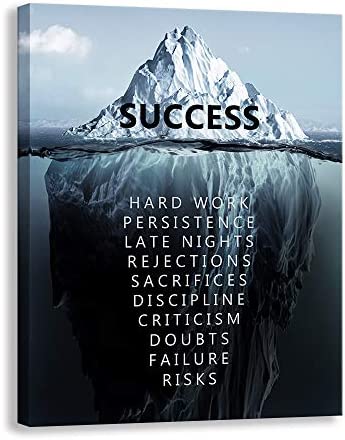 SUCCESS
HARD WORK
PERSISTENCE
LATE NIGHTS
REJECTIONS
SACRIFICES
DISCIPLINE
CRITICISM
DOUBTS
FAILURE
RISKS